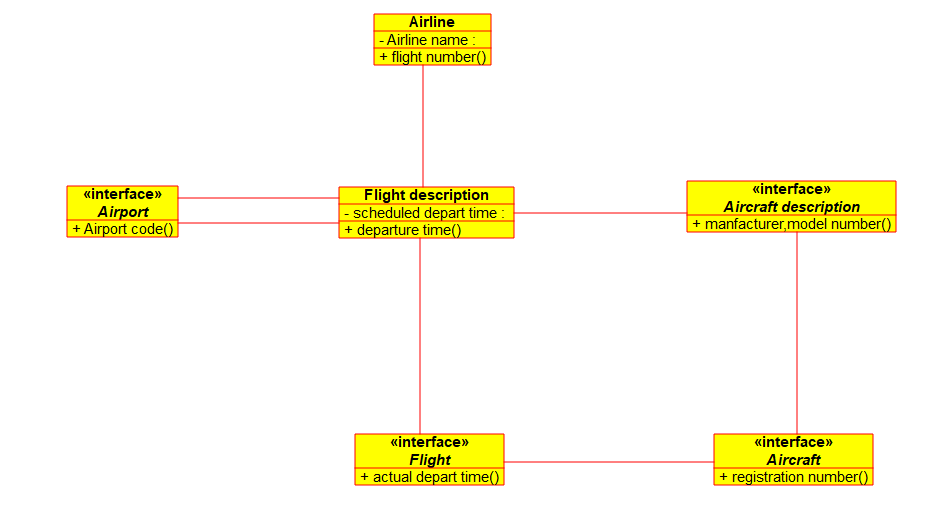 Airline
- Airline name :
+ flight number()
«interface»
Airport
+ Airport code()
Flight description
- scheduled depart time :
+ departure time()
«interface»
Aircraft description
+ manfacturer,model number()
«interface»
Flight
+ actual depart time()
«interface»
Aircraft
+ registration number()